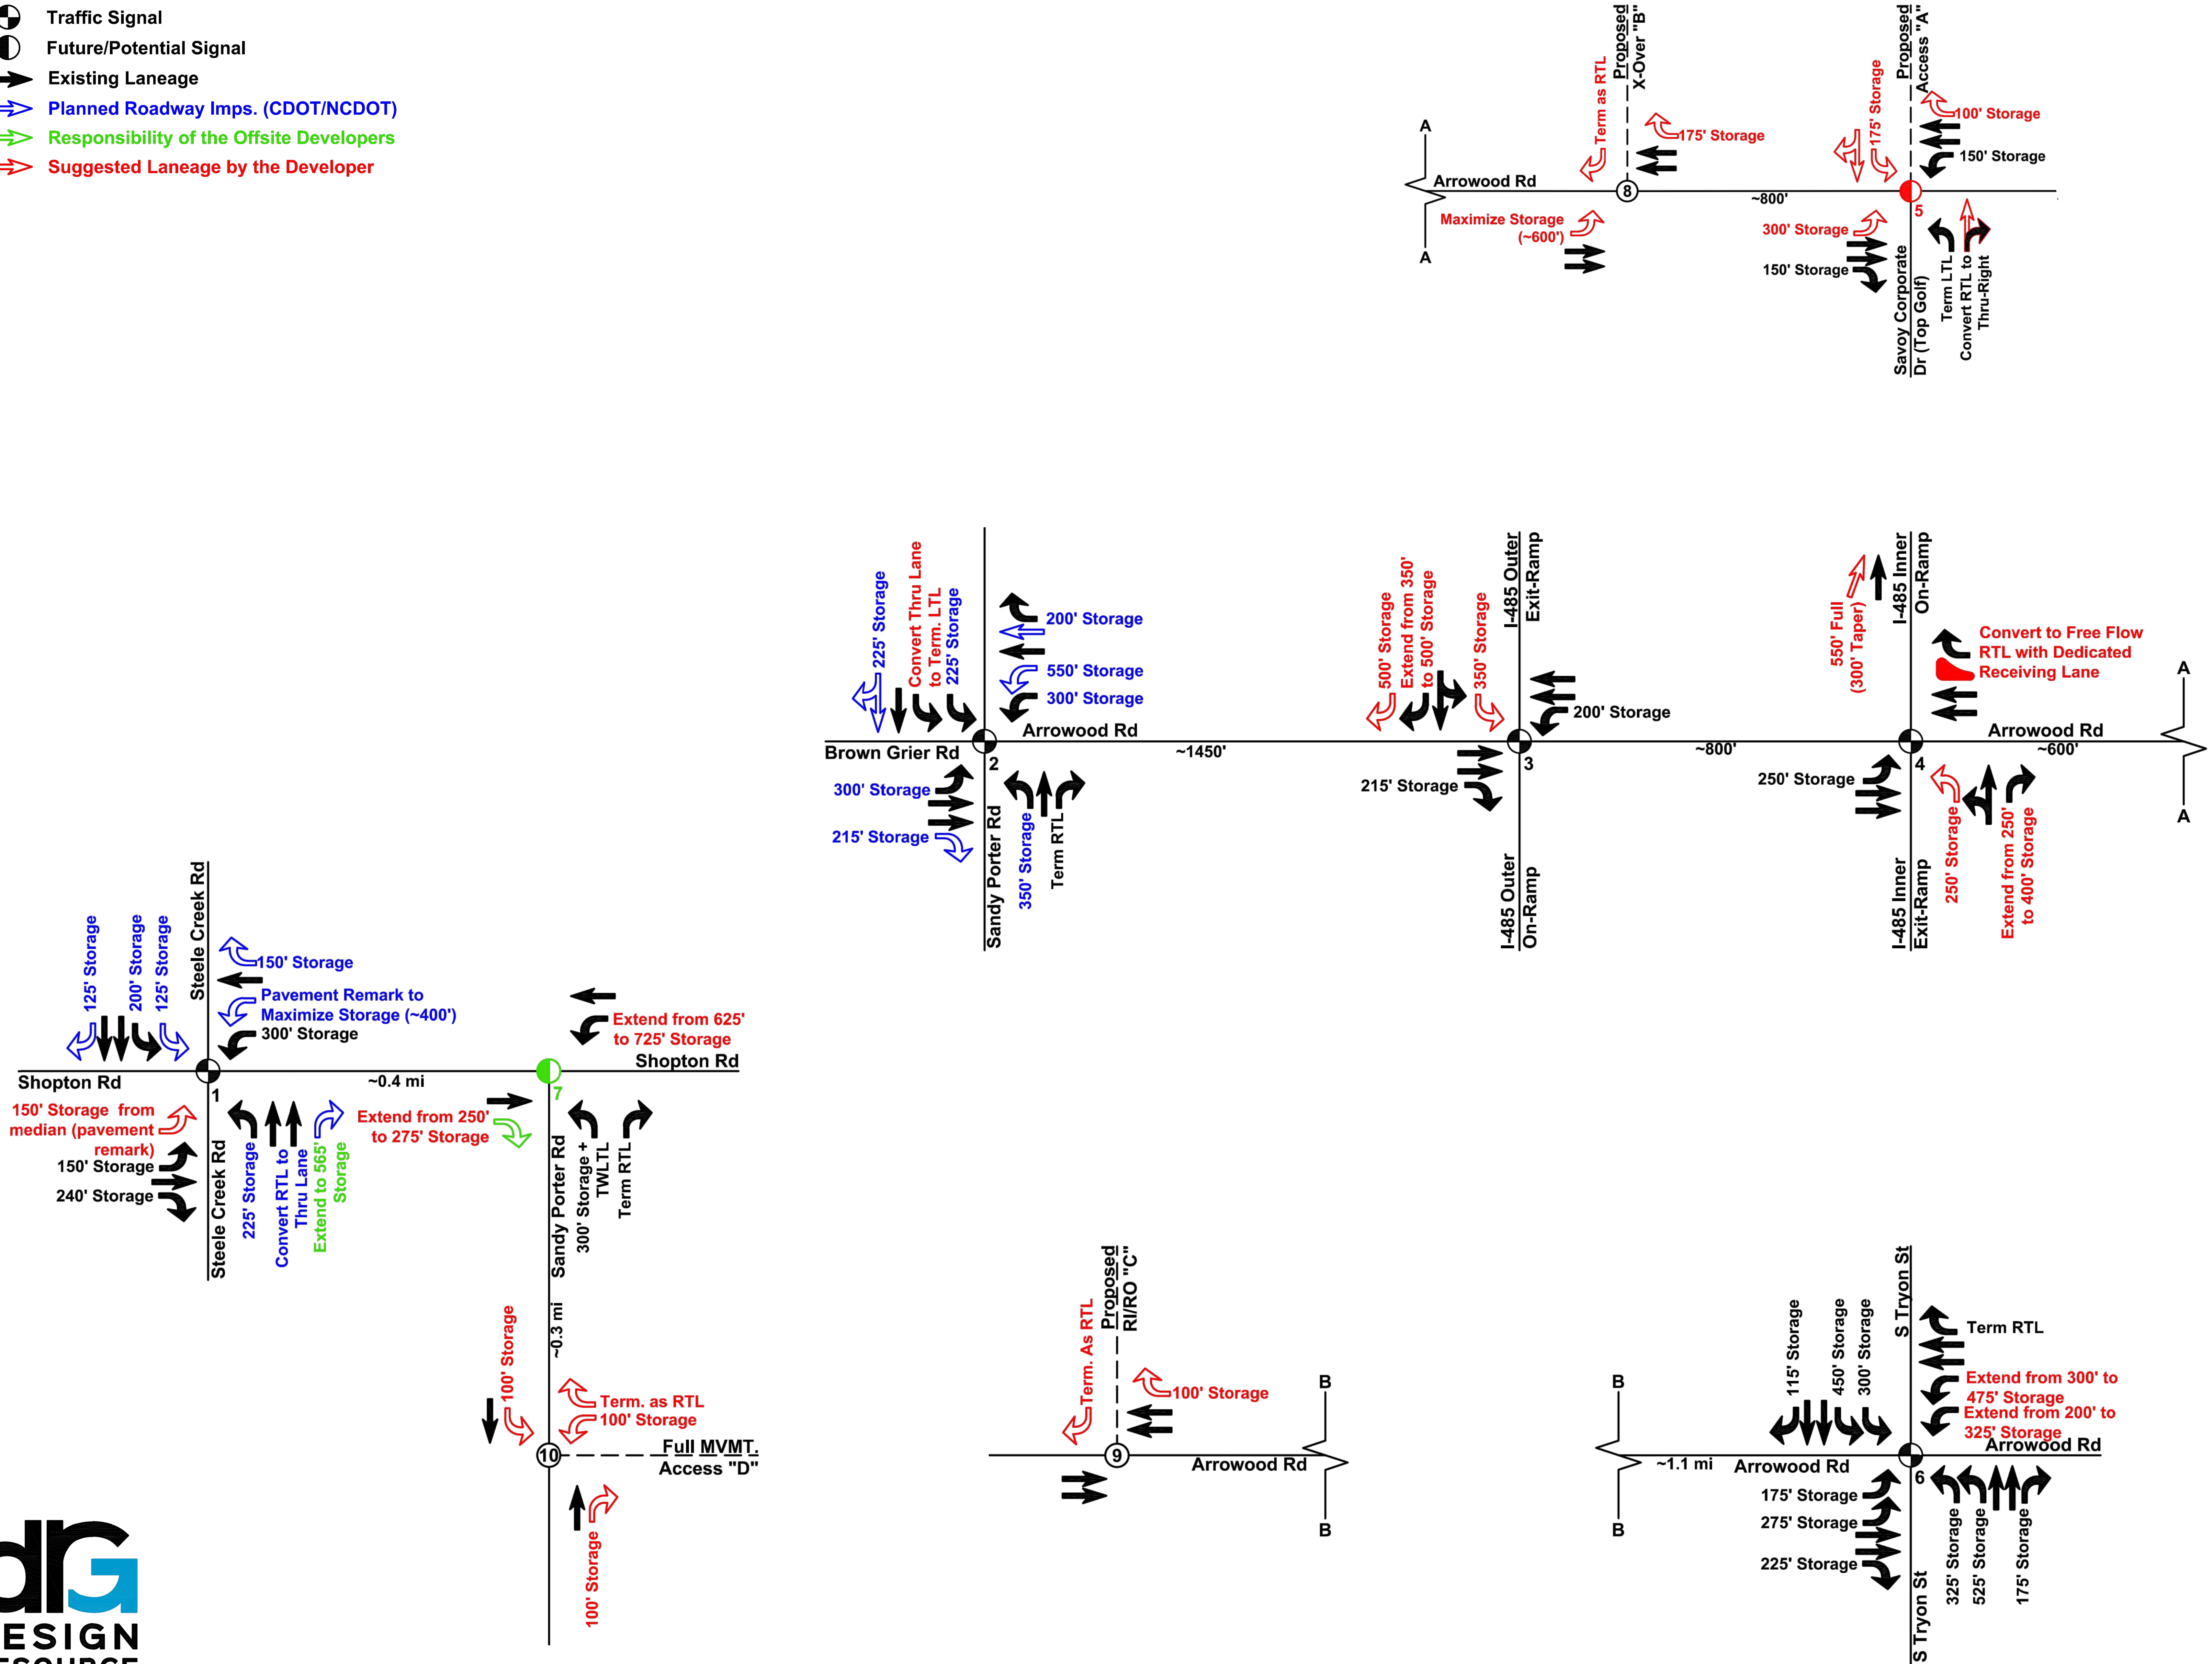 Traffic Signal
Future/Potential Signal
Existing Laneage
Planned Roadway Imps. (CDOT/NCDOT)
Responsibility of the Offsite Developers
Suggested Laneage by the Developer
A
A
Arrowood Rd
Term as RTL
Proposed
X-Over "B"
175' Storage
8
Maximize Storage
(~600')
~800'
175' Storage
Proposed
Access "A"
100' Storage
150' Storage
5
300' Storage
150' Storage
Savoy Corporate
Dr (Top Golf)
Term LTL
Convert RTL to
Thru-Right
225' Storage
Convert Thru Lane
to Term. LTL
225' Storage
200' Storage
550' Storage
300' Storage
Arrowood Rd
Brown Grier Rd
2
300' Storage
215' Storage
Sandy Porter Rd
350' Storage
Term RTL
~1450'
500' Storage
Extend from 350'
to 500' Storage
350' Storage
I-485 Outer
Exit-Ramp
200' Storage
3
215' Storage
I-485 Outer
On-Ramp
~800'
550' Full
(300' Taper)
I-485 Inner
On-Ramp
Convert to Free Flow
RTL with Dedicated
Receiving Lane
Arrowood Rd
~600'
4
250' Storage
I-485 Inner
Exit-Ramp
250' Storage
Extend from 250'
to 400' Storage
A
A
125' Storage
200' Storage
125' Storage
Steele Creek Rd
150' Storage
Pavement Remark to
Maximize Storage (~400')
300' Storage
Shopton Rd
1
150' Storage from
median (pavement
remark)
150' Storage
240' Storage
Steele Creek Rd
225' Storage
Convert RTL to
Thru Lane
Extend to 565'
Storage
~0.4 mi
Extend from 625'
to 725' Storage
Shopton Rd
7
Extend from 250'
to 275' Storage
Sandy Porter Rd
300' Storage +
TWLTL
Term RTL
~0.3 mi
100' Storage
Term. as RTL
100' Storage
10
Full MVMT.
Access "D"
100' Storage
Term. As RTL
Proposed
RI/RO "C"
100' Storage
9
Arrowood Rd
B
B
B
B
~1.1 mi
Arrowood Rd
115' Storage
450' Storage
300' Storage
S Tryon St
Term RTL
Extend from 300' to
475' Storage
Extend from 200' to
325' Storage
Arrowood Rd
6
175' Storage
275' Storage
225' Storage
S Tryon St
325' Storage
525' Storage
175' Storage
drG
ESIGN
ESOURCE